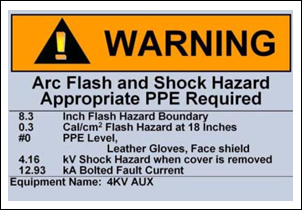 WARNING
Arc Flash and Shock Hazard
Appropriate PPE Required
8.3 Inch Flash Hazard Boundary
0.3 Cal/cm² Flash Hazard at 18 Inches
#0 PPE Level,
Leather Gloves, Face shield
4.16 kV Shock Hazard when cover is removed
12.93 kA Bolted Fault Current
Equipment Name: 4KV AUX